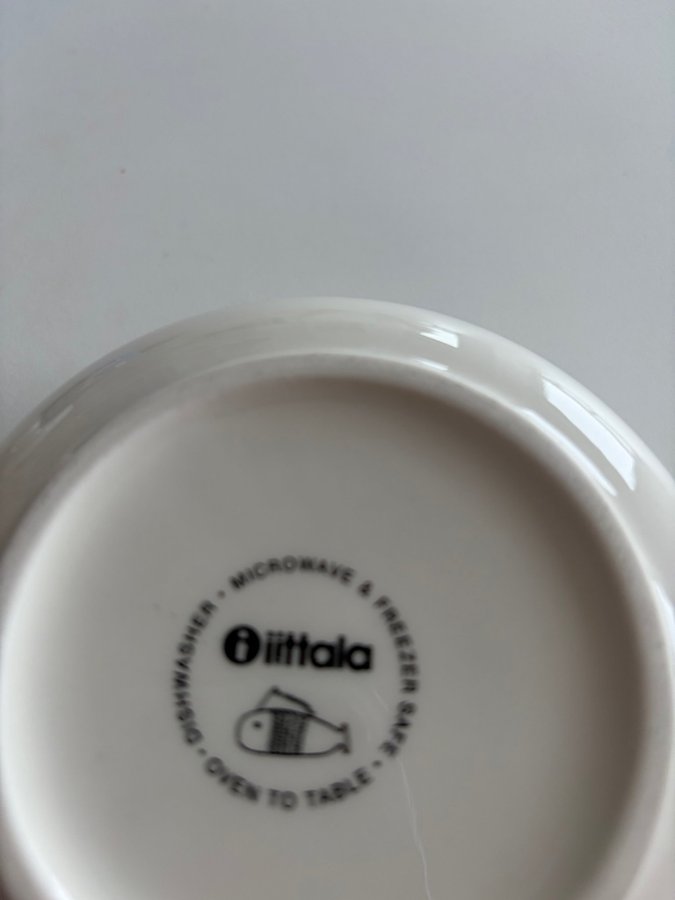 DISHWASHER • MICROWAVE & FREEZER SAFE •
i iittala
OVEN TO TABLE •